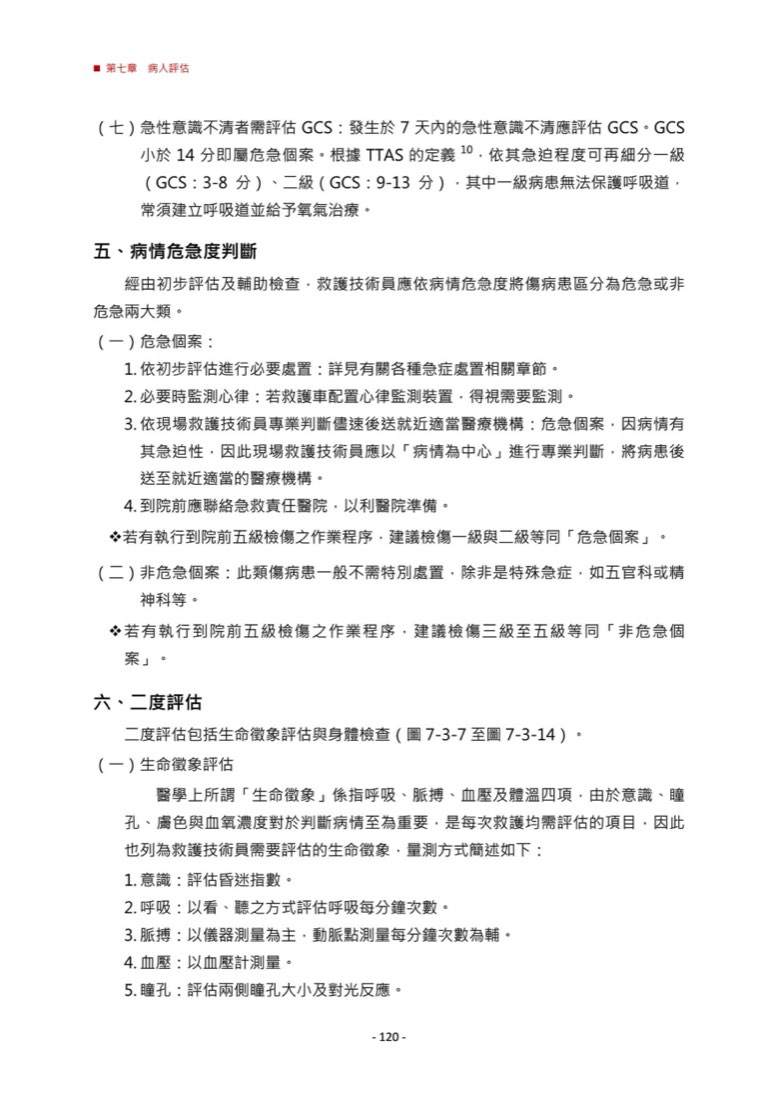 ■ 第七章　病人評估
（七）急性意識不清者需評估 GCS：發生於 7 天內的急性意識不清應評估 GCS。GCS
小於 14 分即屬危急個案。根據 TTAS 的定義 10，依其急迫程度可再細分一級
（GCS：3-8 分）、二級（GCS：9-13 分），其中一級病患無法保護呼吸道，
常須建立呼吸道並給予氧氣治療。
五、病情危急度判斷
經由初步評估及輔助檢查，救護技術員應依病情危急度將傷病患區分為危急或非
危急兩大類。
（一）危急個案：
1. 依初步評估進行必要處置：詳見有關各種急症處置相關章節。
2. 必要時監測心律：若救護車配置心律監測裝置，得視需要監測。
3. 依現場救護技術員專業判斷儘速後送就近適當醫療機構：危急個案，因病情有
其急迫性，因此現場救護技術員應以「病情為中心」進行專業判斷，將病患後
送至就近適當的醫療機構。
4. 到院前應聯絡急救責任醫院，以利醫院準備。
❖若有執行到院前五級檢傷之作業程序，建議檢傷一級與二級等同「危急個案」。
（二）非危急個案：此類傷病患一般不需特別處置，除非是特殊急症，如五官科或精
神科等。
❖若有執行到院前五級檢傷之作業程序，建議檢傷三級至五級等同「非危急個
案」。
六、二度評估
二度評估包括生命徵象評估與身體檢查（圖 7-3-7 至圖 7-3-14）。
（一）生命徵象評估
醫學上所謂「生命徵象」係指呼吸、脈搏、血壓及體溫四項，由於意識、瞳
孔、膚色與血氧濃度對於判斷病情至為重要，是每次救護均需評估的項目，因此
也列為救護技術員需要評估的生命徵象，量測方式簡述如下：
1. 意識：評估昏迷指數。
2. 呼吸：以看、聽之方式評估呼吸每分鐘次數。
3. 脈搏：以儀器測量為主，動脈點測量每分鐘次數為輔。
4. 血壓：以血壓計測量。
5. 瞳孔：評估兩側瞳孔大小及對光反應。
- 120 -